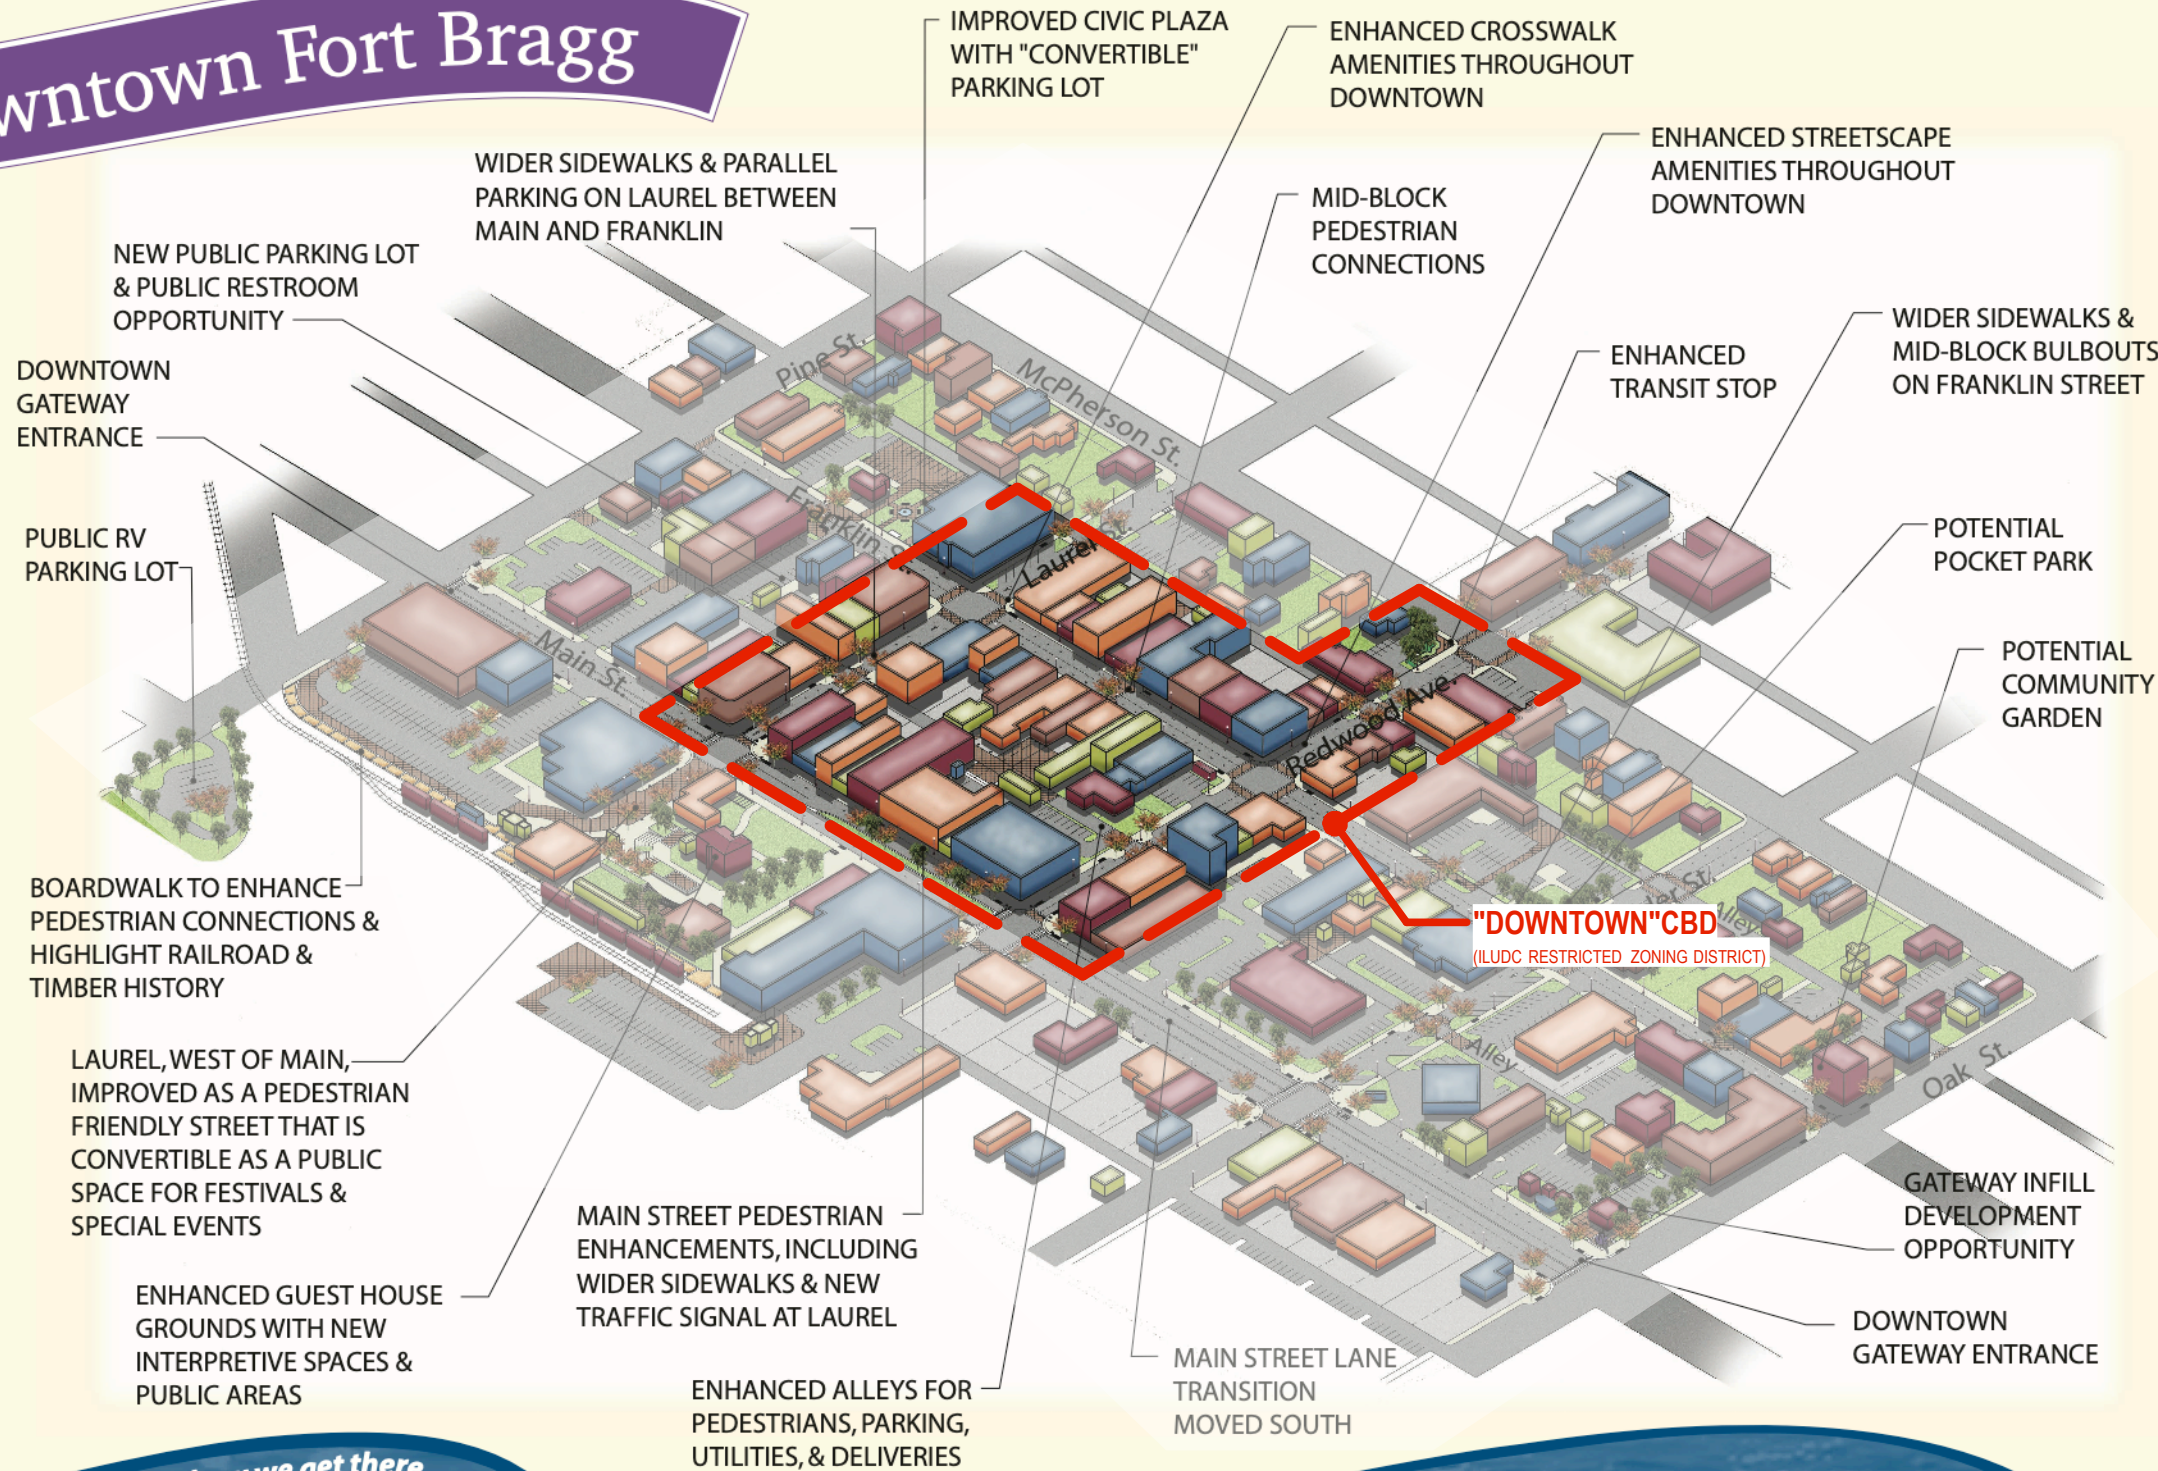 Downtown Fort Bragg
IMPROVED CIVIC PLAZA
WITH "CONVERTIBLE"
PARKING LOT
ENHANCED CROSSWALK
AMENITIES THROUGHOUT
DOWNTOWN
ENHANCED STREETSCAPE
AMENITIES THROUGHOUT
DOWNTOWN
WIDER SIDEWALKS & PARALLEL
PARKING ON LAUREL BETWEEN
MAIN AND FRANKLIN
MID-BLOCK
PEDESTRIAN
CONNECTIONS
NEW PUBLIC PARKING LOT
& PUBLIC RESTROOM
OPPORTUNITY
WIDER SIDEWALKS &
MID-BLOCK BULBOUTS
ON FRANKLIN STREET
ENHANCED
TRANSIT STOP
DOWNTOWN
GATEWAY
ENTRANCE
Pine St.
McPherson St.
Franklin St.
Laurel St.
PUBLIC RV
PARKING LOT
POTENTIAL
POCKET PARK
Main St.
Redwood Ave.
POTENTIAL
COMMUNITY
GARDEN
"DOWNTOWN"CBD
(ILUDC RESTRICTED ZONING DISTRICT)
Alley
BOARDWALK TO ENHANCE
PEDESTRIAN CONNECTIONS &
HIGHLIGHT RAILROAD &
TIMBER HISTORY
Alley
Oak St.
LAUREL, WEST OF MAIN,
IMPROVED AS A PEDESTRIAN
FRIENDLY STREET THAT IS
CONVERTIBLE AS A PUBLIC
SPACE FOR FESTIVALS &
SPECIAL EVENTS
GATEWAY INFILL
DEVELOPMENT
OPPORTUNITY
MAIN STREET PEDESTRIAN
ENHANCEMENTS, INCLUDING
WIDER SIDEWALKS & NEW
TRAFFIC SIGNAL AT LAUREL
ENHANCED GUEST HOUSE
GROUNDS WITH NEW
INTERPRETIVE SPACES &
PUBLIC AREAS
DOWNTOWN
GATEWAY ENTRANCE
MAIN STREET LANE
TRANSITION
MOVED SOUTH
ENHANCED ALLEYS FOR
PEDESTRIANS, PARKING,
UTILITIES, & DELIVERIES
we get there